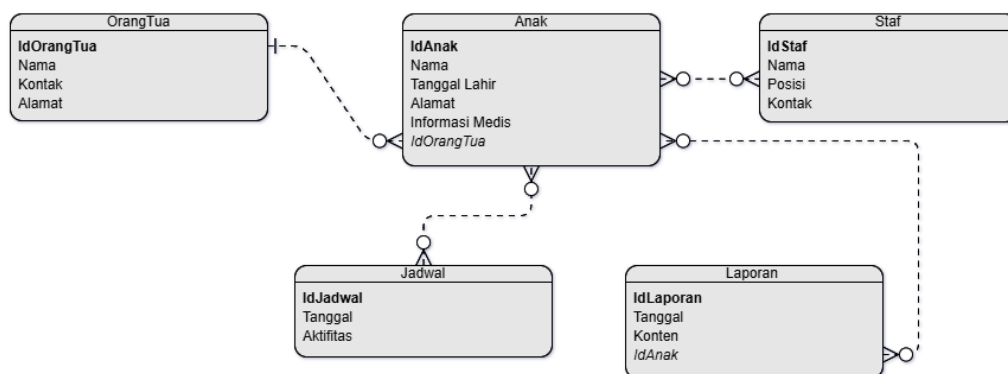 OrangTua
IdOrangTua
Nama
Kontak
Alamat
Anak
IdAnak
Nama
Tanggal Lahir
Alamat
Informasi Medis
IdOrangTua
Staf
IdStaf
Nama
Posisi
Kontak
Jadwal
IdJadwal
Tanggal
Aktifitas
Laporan
IdLaporan
Tanggal
Konten
IdAnak